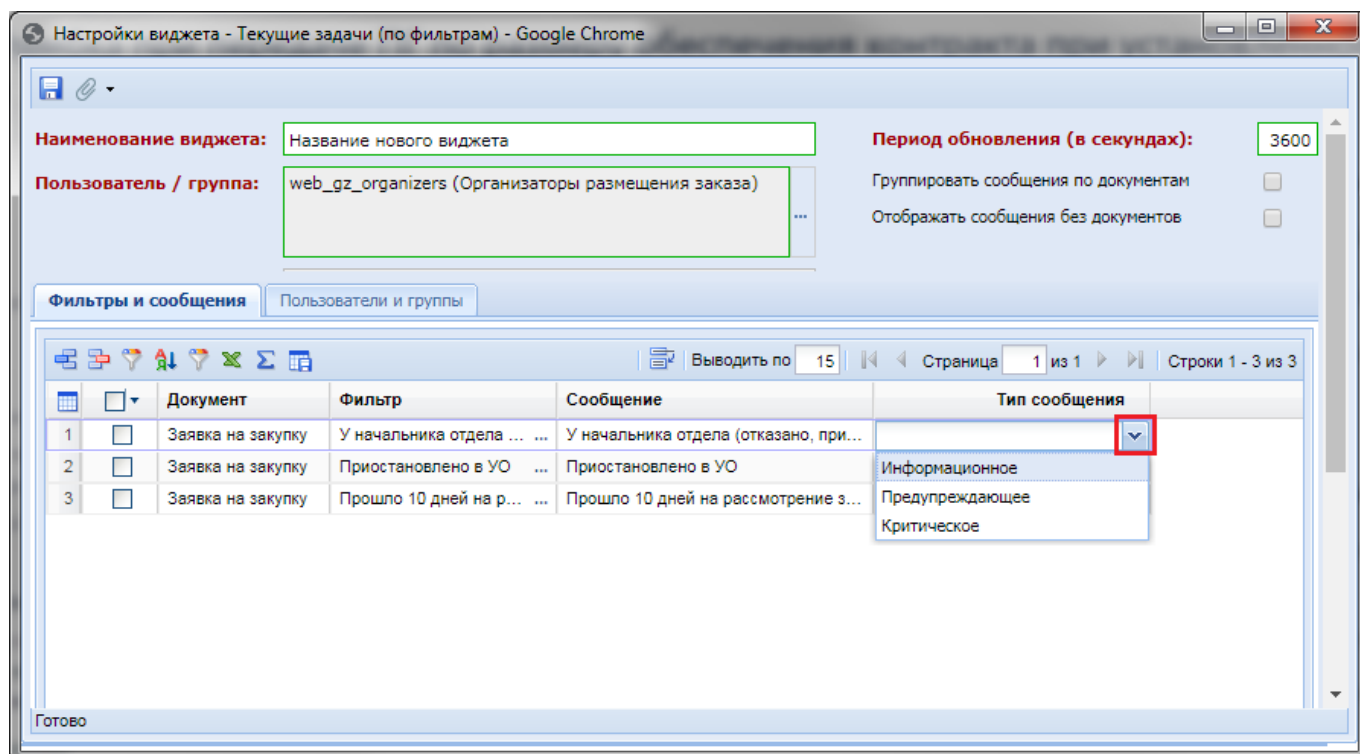 Настройки виджета - Текущие задачи (по фильтрам) - Google Chrome
обеспечения контракта при
Наименование виджета: Название нового виджета Период обновления (в секундах): 3600
Пользователь / группа: web_gz_organizers (Организаторы размещения заказа) ... Группировать сообщения по документам
Отображать сообщения без документов
Фильтры и сообщения Пользователи и группы
Выводить по 15 Страница 1 из 1 Строки 1 - 3 из 3
Документ Фильтр Сообщение Тип сообщения
1 Заявка на закупку У начальника отдела ... ... У начальника отдела (отказано, при...
2 Заявка на закупку Приостановлено в УО ... Приостановлено в УО
3 Заявка на закупку Прошло 10 дней на р... ... Прошло 10 дней на рассмотрение з...
Информационное
Предупреждающее
Критическое
Готово